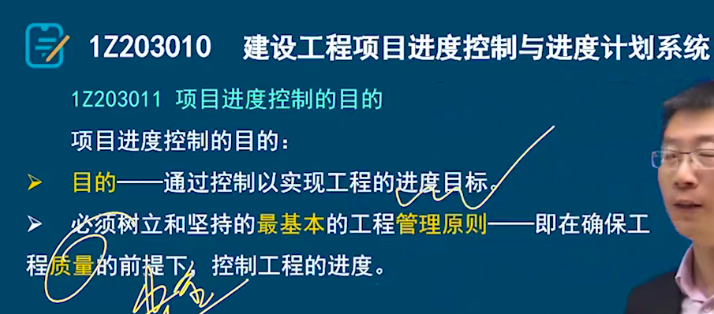 1Z203010 建设工程项目进度控制与进度计划系统
1Z203011 项目进度控制的目的
项目进度控制的目的：
目的——通过控制以实现工程的进度目标。
必须树立和坚持的最基本的工程管理原则——即在确保工
程质量的前提下，控制工程的进度。